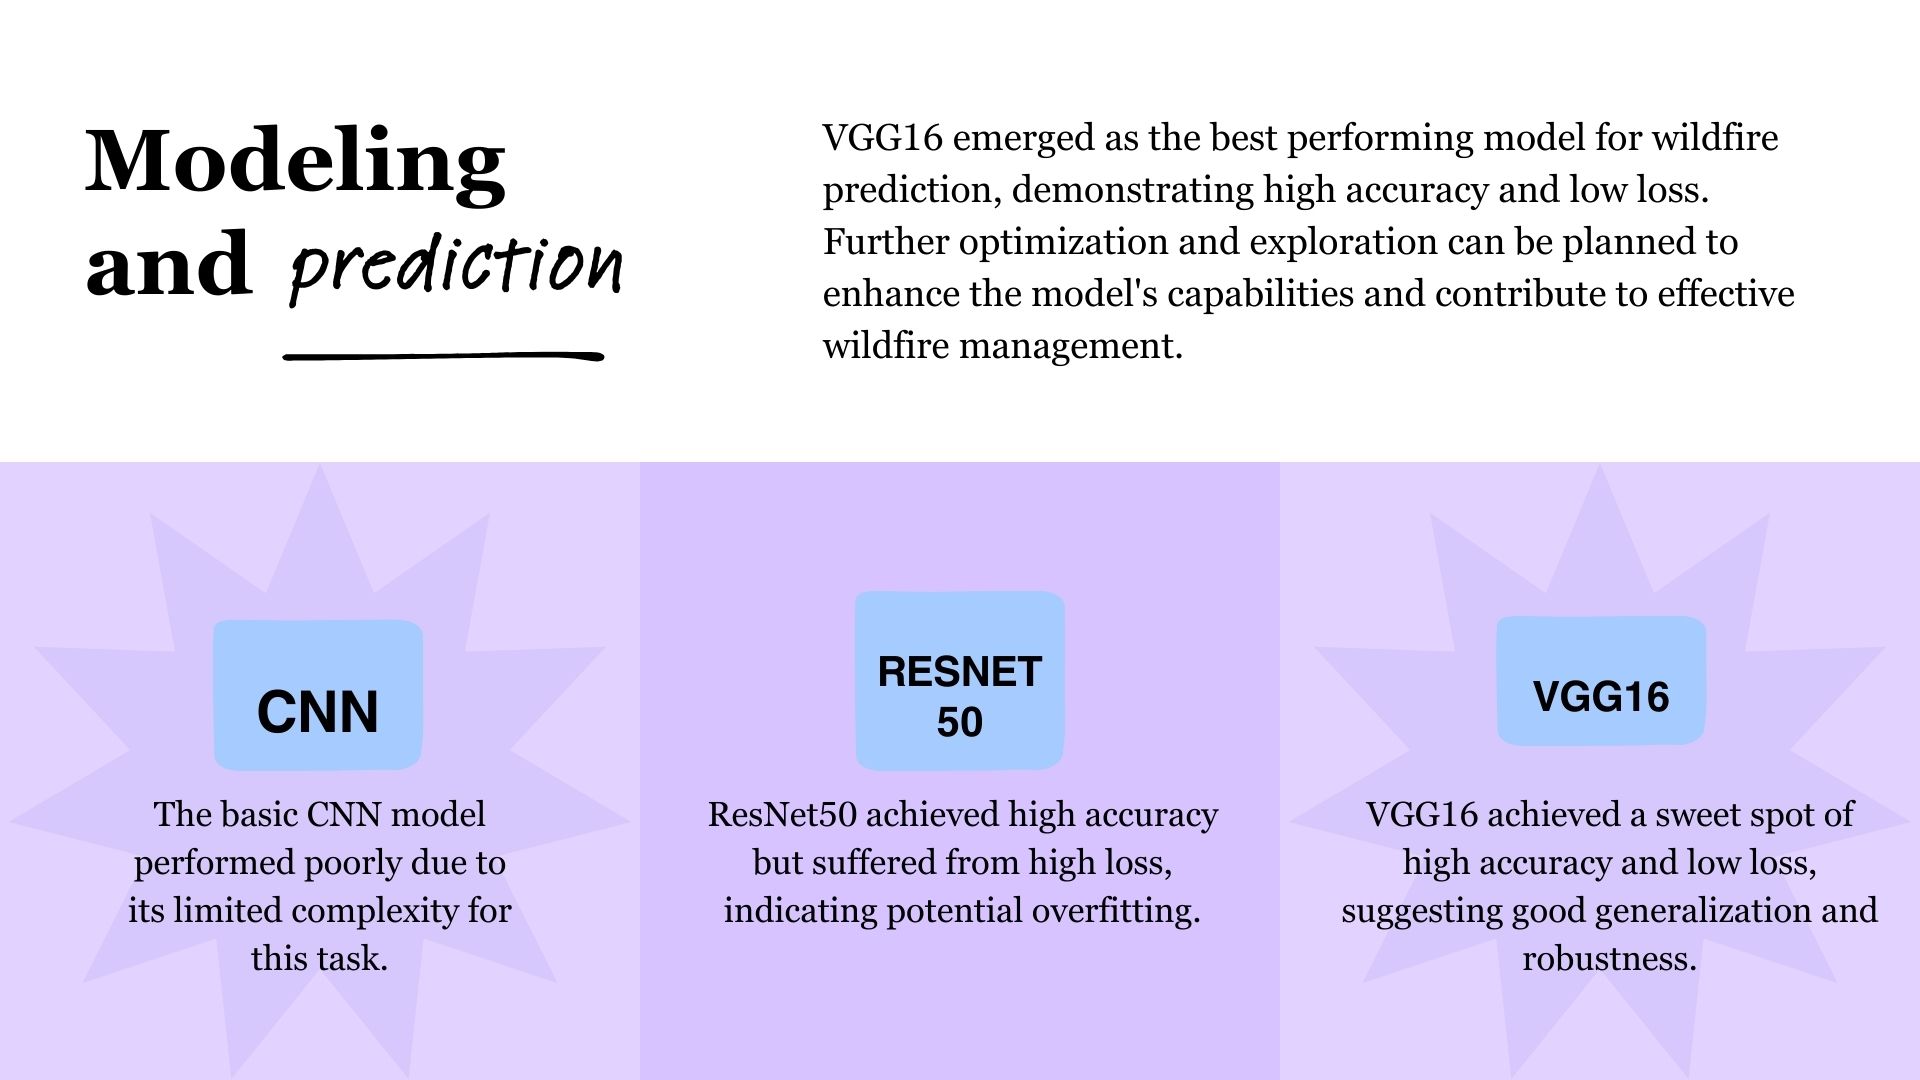 Modeling
and prediction
VGG16 emerged as the best performing model for wildfire
prediction, demonstrating high accuracy and low loss.
Further optimization and exploration can be planned to
enhance the model's capabilities and contribute to effective
wildfire management.
CNN
The basic CNN model
performed poorly due to
its limited complexity for
this task.
RESNET
50
ResNet50 achieved high accuracy
but suffered from high loss,
indicating potential overfitting.
VGG16
VGG16 achieved a sweet spot of
high accuracy and low loss,
suggesting good generalization and
robustness.